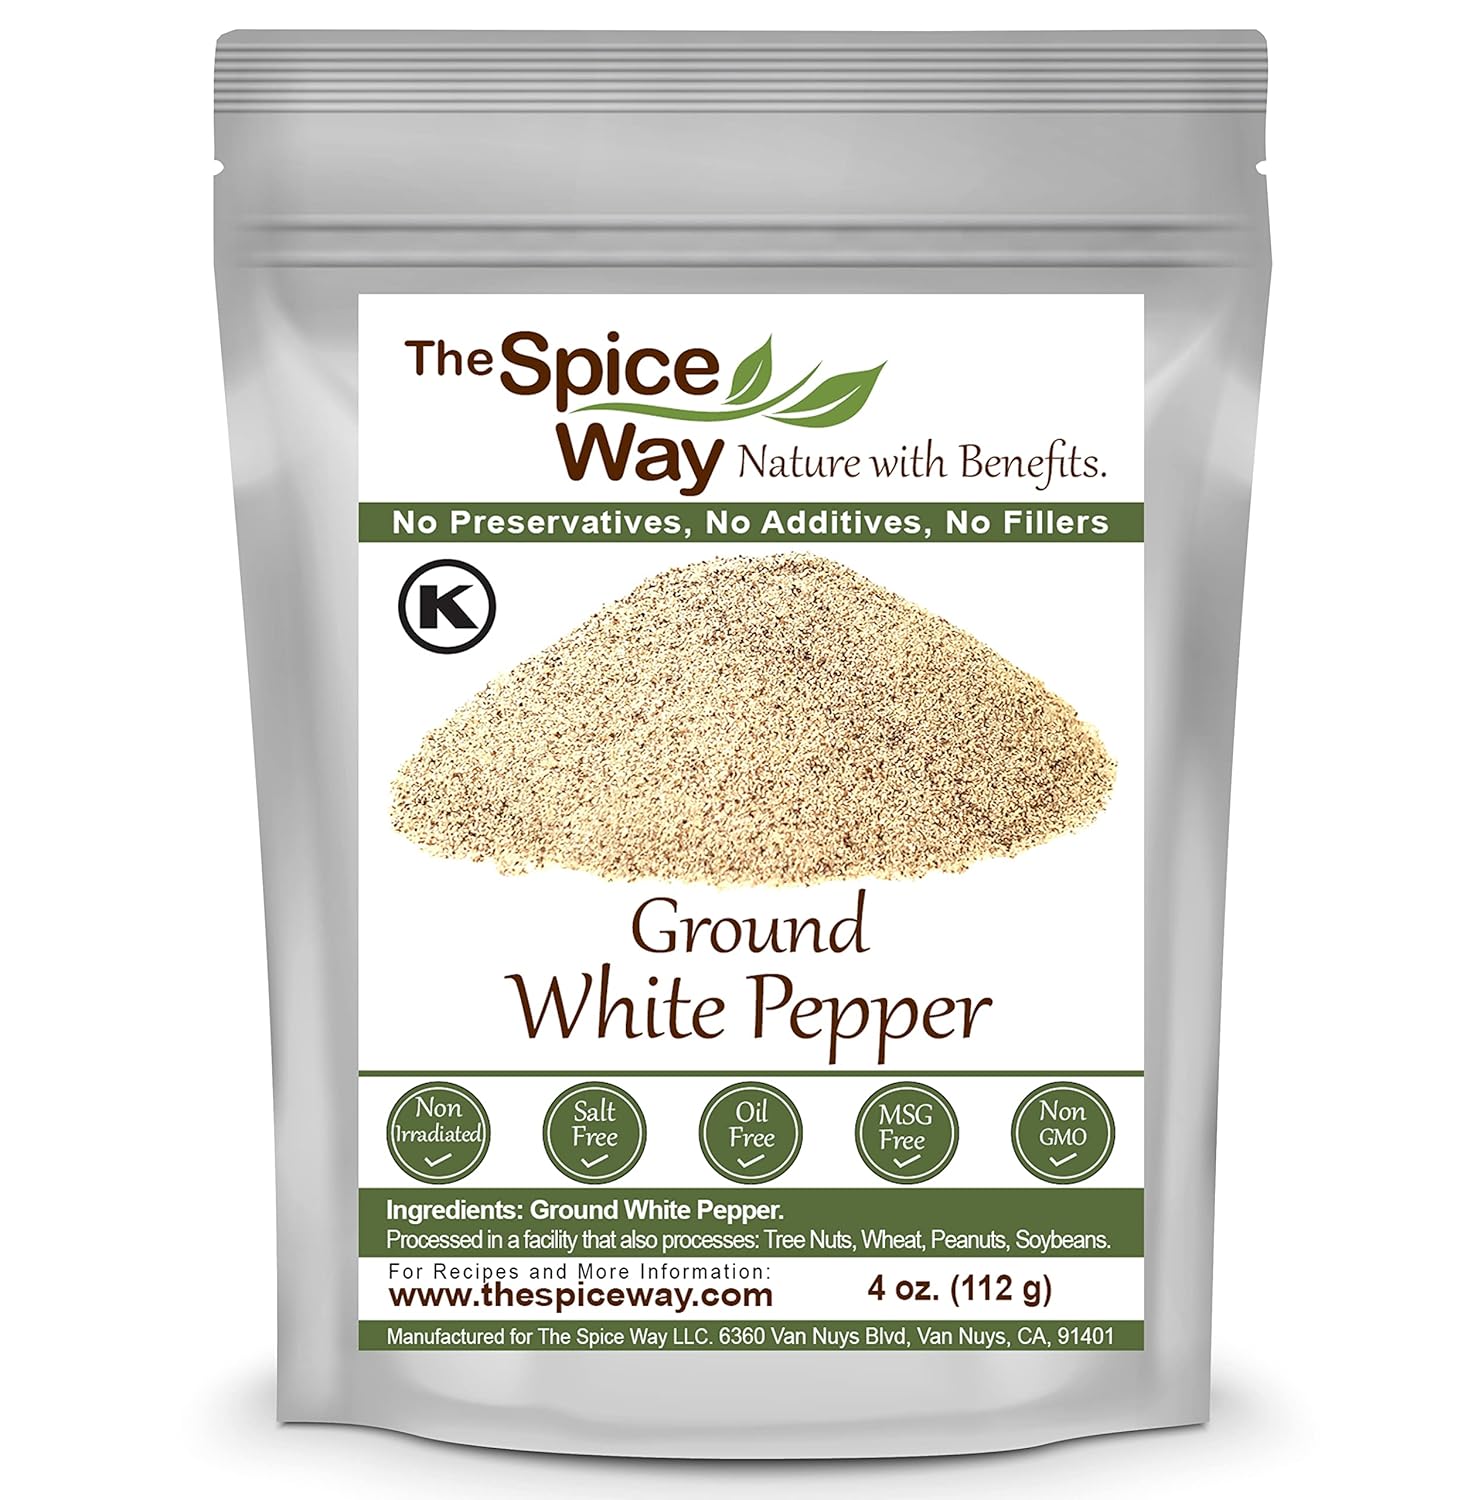 The Spice
Way Nature with Benefits.
No Preservatives, No Additives, No Fillers
K
Ground
White Pepper
Non
Irradiated
Salt
Free
Oil
Free
MSG
Free
Non
GMO
Ingredients: Ground White Pepper.
Processed in a facility that also processes: Tree Nuts, Wheat, Peanuts, Soybeans.
For Recipes and More Information:
www.thespiceway.com
4 oz. (112 g)
Manufactured for The Spice Way LLC. 6360 Van Nuys Blvd, Van Nuys, CA, 91401